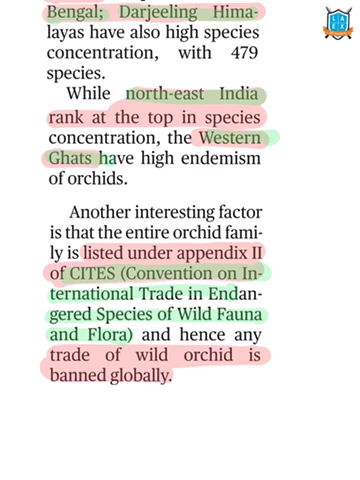 Bengal; Darjeeling Hima-
layas have also high species
concentration, with 479
species.
While north-east India
rank at the top in species
concentration, the Western
Ghats have high endemism
of orchids.
Another interesting factor
is that the entire orchid fami-
ly is listed under appendix II
of CITES (Convention on In-
ternational Trade in Endan-
gered Species of Wild Fauna
and Flora) and hence any
trade of wild orchid is
banned globally.